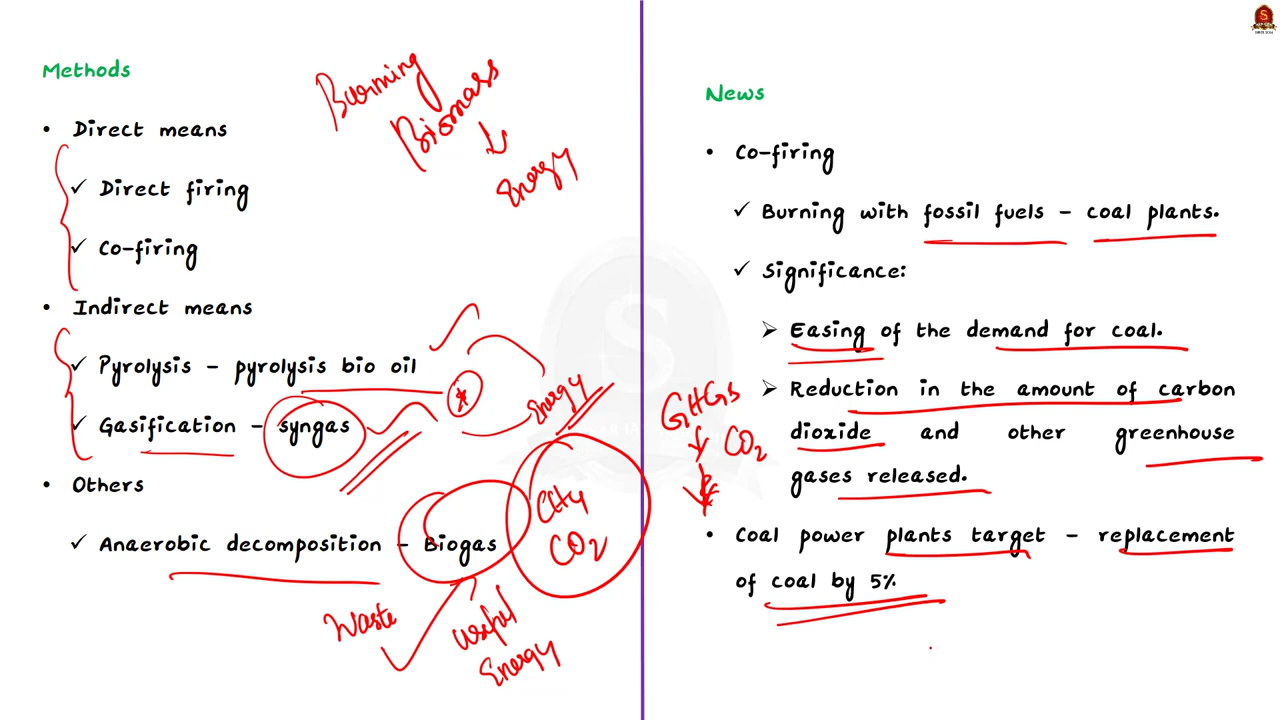 Methods
• Direct means
✓ Direct firing
✓ Co-firing
• Indirect means
✓ Pyrolysis - pyrolysis bio oil
✓ Gasification - syngas
• Others
✓ Anaerobic decomposition - Biogas
Burning
Biomass
Energy
Energy
CH4
CO2
Waste
useful
Energy
News
• Co-firing
✓ Burning with fossil fuels - coal plants.
✓ Significance:
➢ Easing of the demand for coal.
➢ Reduction in the amount of carbon
dioxide and other greenhouse
gases released.
• Coal power plants target - replacement
of coal by 5%
GHGs
CO2
S